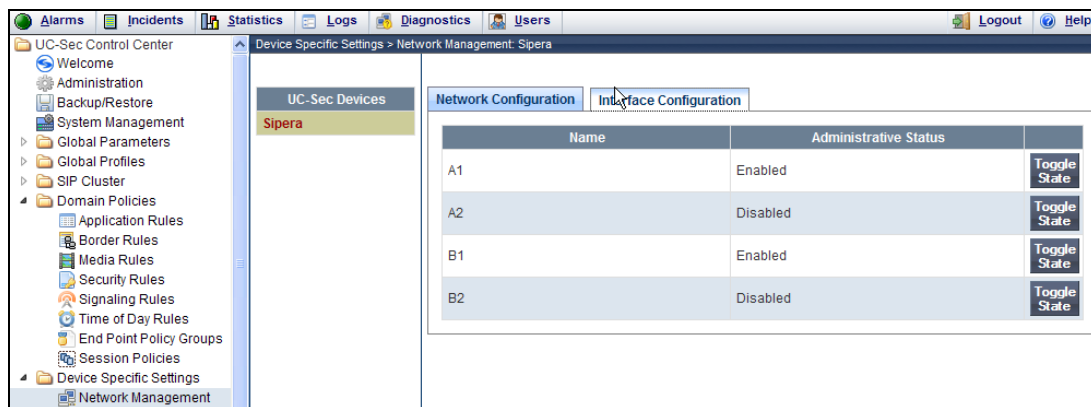 Alarms Incidents Statistics Logs Diagnostics Users Logout Help
UC-Sec Control Center
Welcome
Administration
Backup/Restore
System Management
Global Parameters
Global Profiles
SIP Cluster
Domain Policies
Application Rules
Border Rules
Media Rules
Security Rules
Signaling Rules
Time of Day Rules
End Point Policy Groups
Session Policies
Device Specific Settings
Network Management
Device Specific Settings > Network Management: Sipera
UC-Sec Devices
Sipera
Network Configuration Interface Configuration
Name Administrative Status
A1 Enabled Toggle State
A2 Disabled Toggle State
B1 Enabled Toggle State
B2 Disabled Toggle State